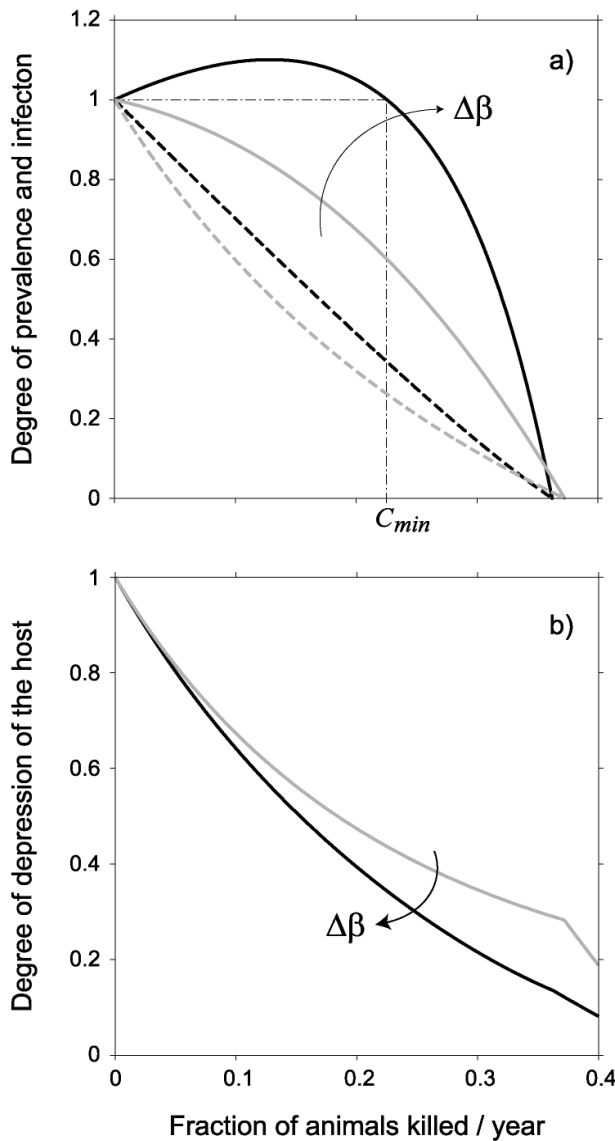 1.2
a)
1
Δβ
0.8
0.6
0.4
0.2
0
C_min
Degree of prevalence and infecton
1
b)
0.8
0.6
0.4
Δβ
0.2
0
0 0.1 0.2 0.3 0.4
Degree of depression of the host
Fraction of animals killed / year